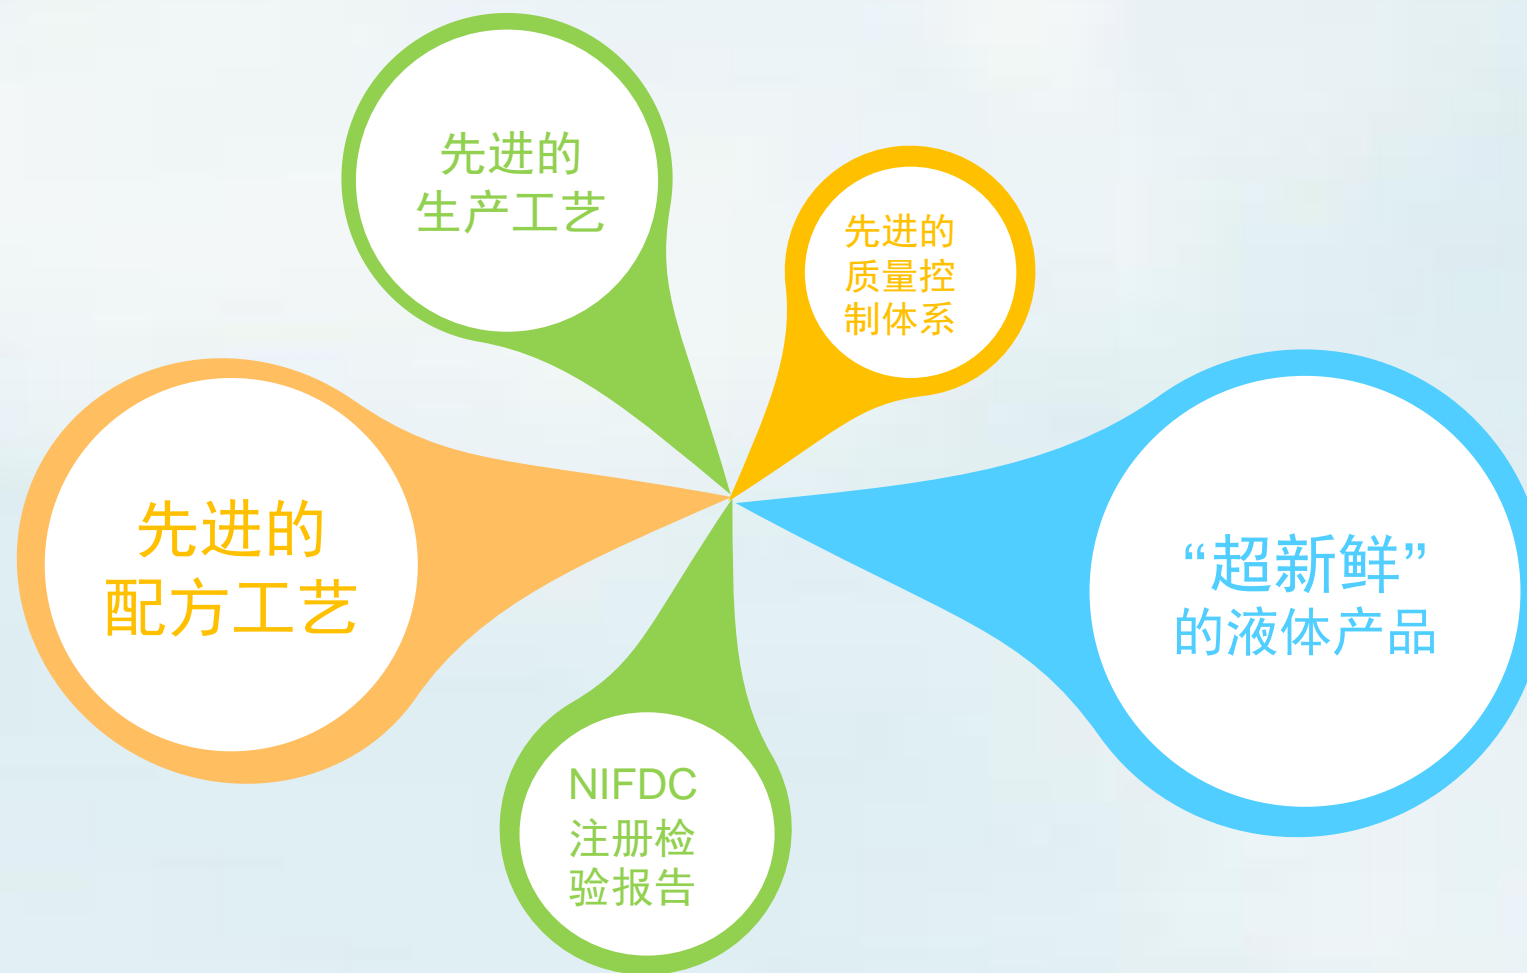 先进的
生产工艺
先进的
质量控
制体系
先进的
配方工艺
“超新鲜”
的液体产品
NIFDC
注册检
验报告